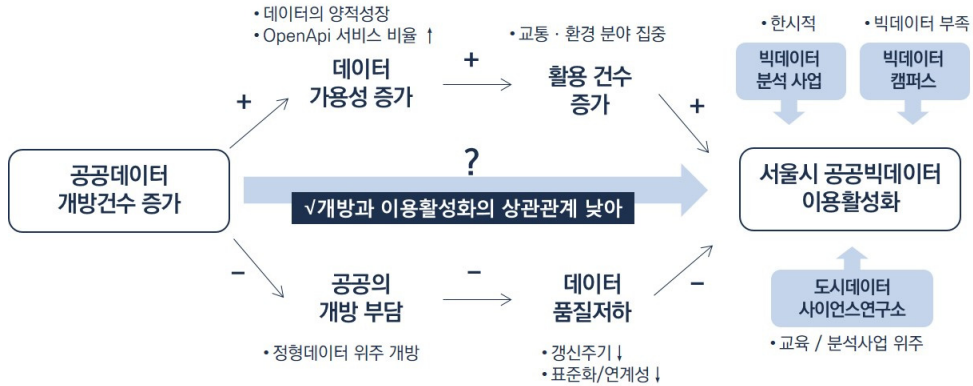 • 데이터의 양적성장
• OpenApi 서비스 비율 ↑
데이터
가용성 증가
+
+
• 교통 · 환경 분야 집중
활용 건수
증가
+
• 한시적
빅데이터
분석 사업
• 빅데이터 부족
빅데이터
캠퍼스
공공데이터
개방건수 증가
?
√개방과 이용활성화의 상관관계 낮아
서울시 공공빅데이터
이용활성화
–
공공의
개방 부담
• 정형데이터 위주 개방
–
데이터
품질저하
• 갱신주기 ↓
• 표준화/연계성 ↓
–
도시데이터
사이언스연구소
• 교육 / 분석사업 위주